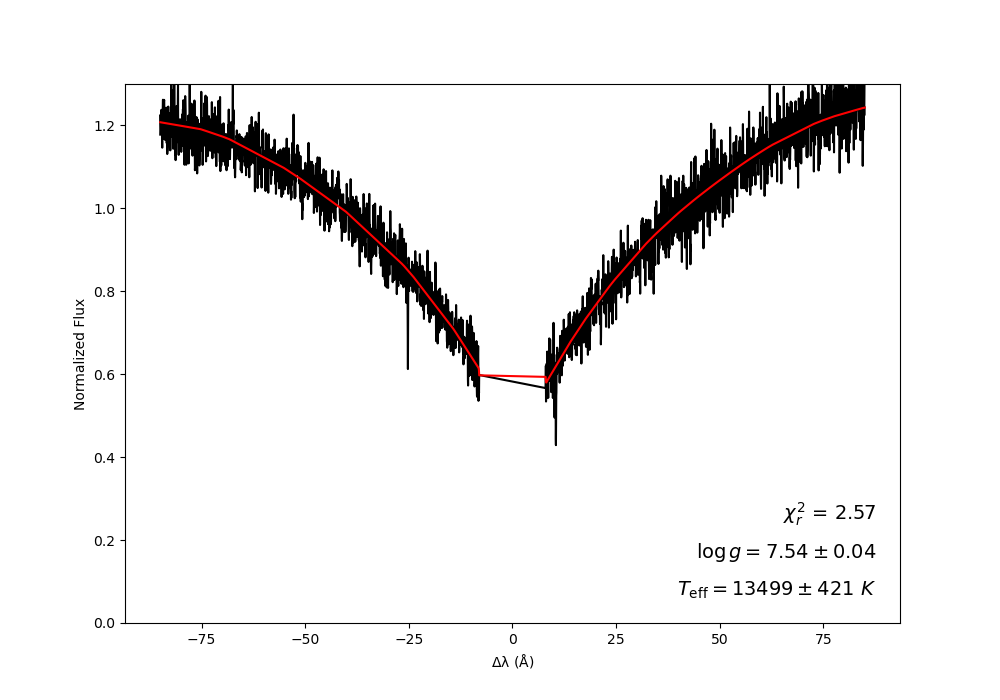 Normalized Flux
1.2
1.0
0.8
0.6
0.4
0.2
0.0
−75
−50
−25
0
25
50
75
Δλ (Å)
χ²ᵣ = 2.57
log g = 7.54 ± 0.04
T_eff = 13499 ± 421 K